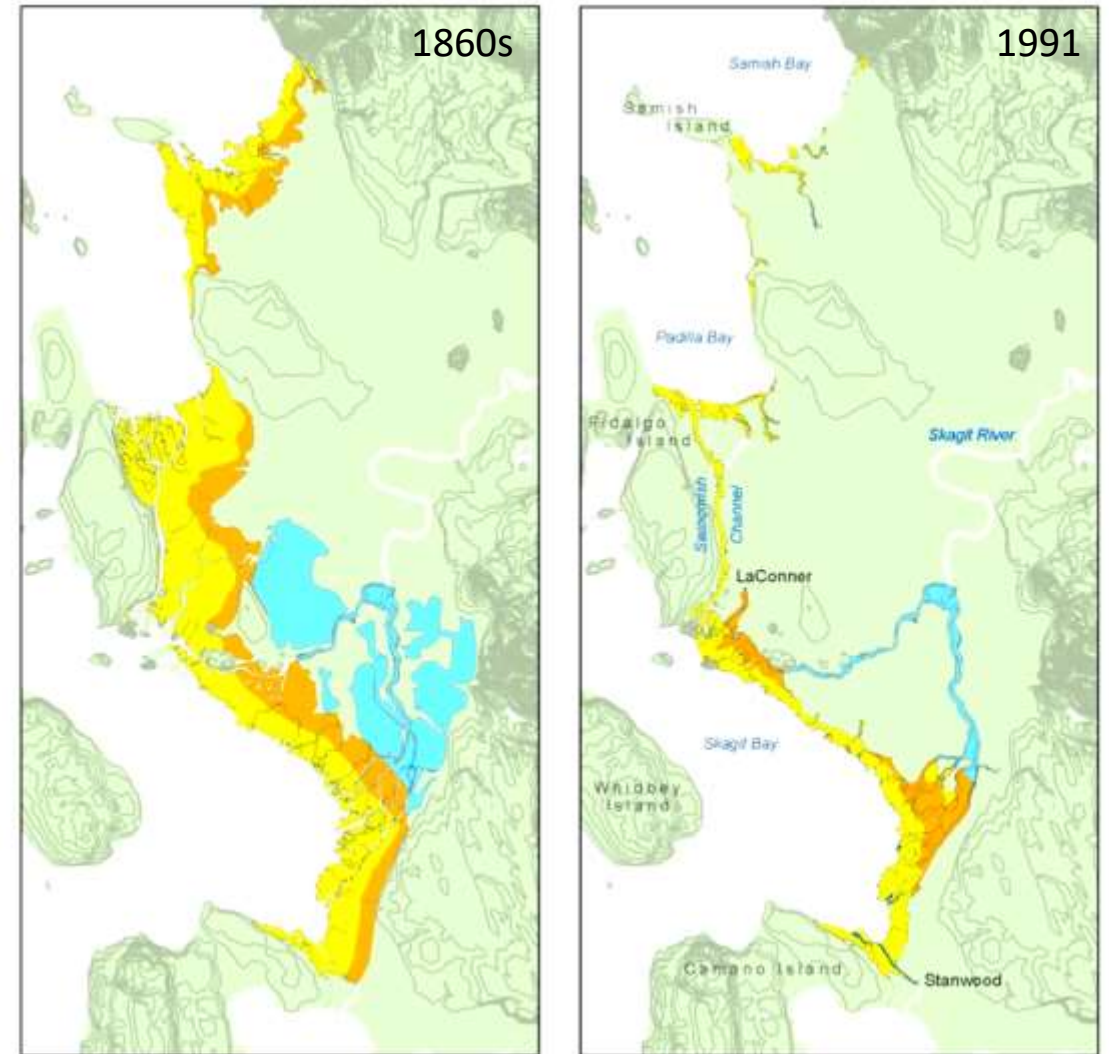 1860s
1991
Samish Bay
Samish
Island
Padilla Bay
Fidalgo
Island
Skagit River
Swinomish
Channel
LaConner
Skagit Bay
Whidbey
Island
Camano Island
Stanwood